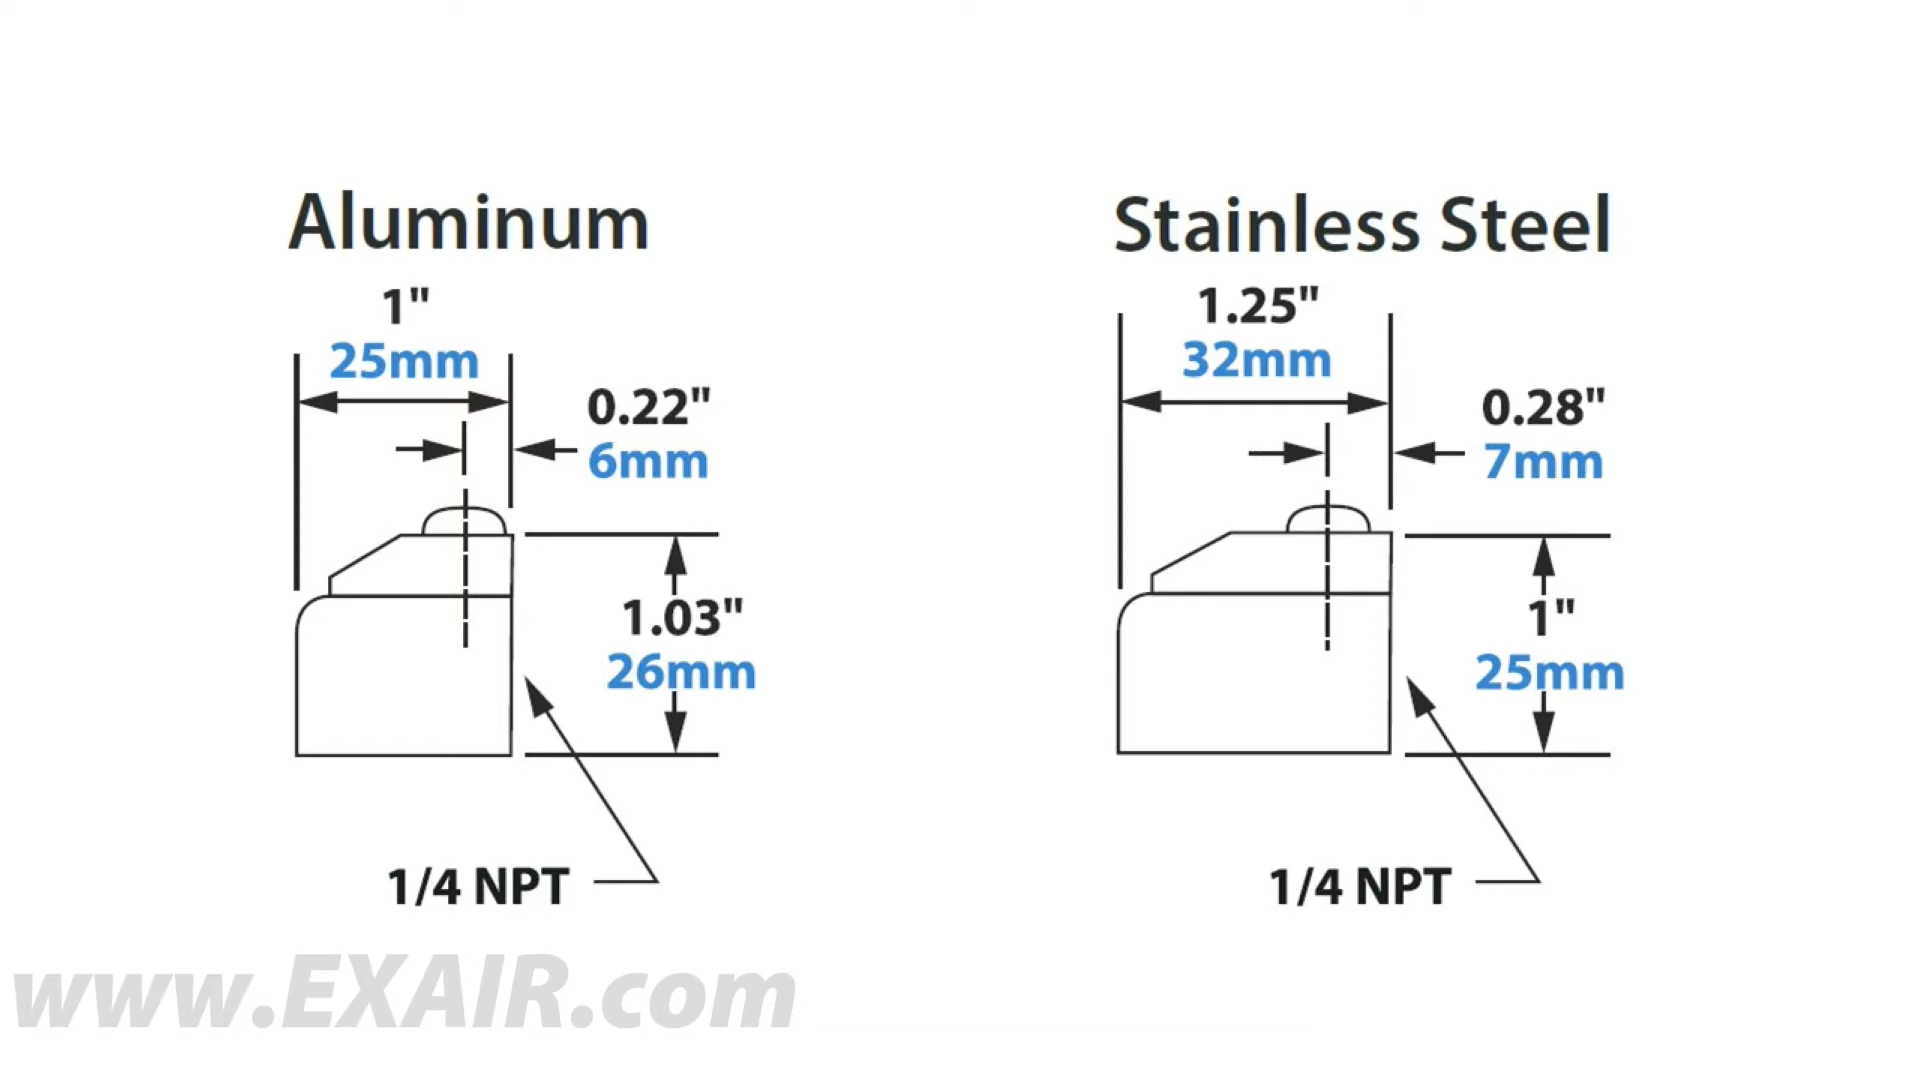 Aluminum
1"
25mm
0.22"
6mm
1.03"
26mm
1/4 NPT
Stainless Steel
1.25"
32mm
0.28"
7mm
1"
25mm
1/4 NPT
www.EXAIR.com